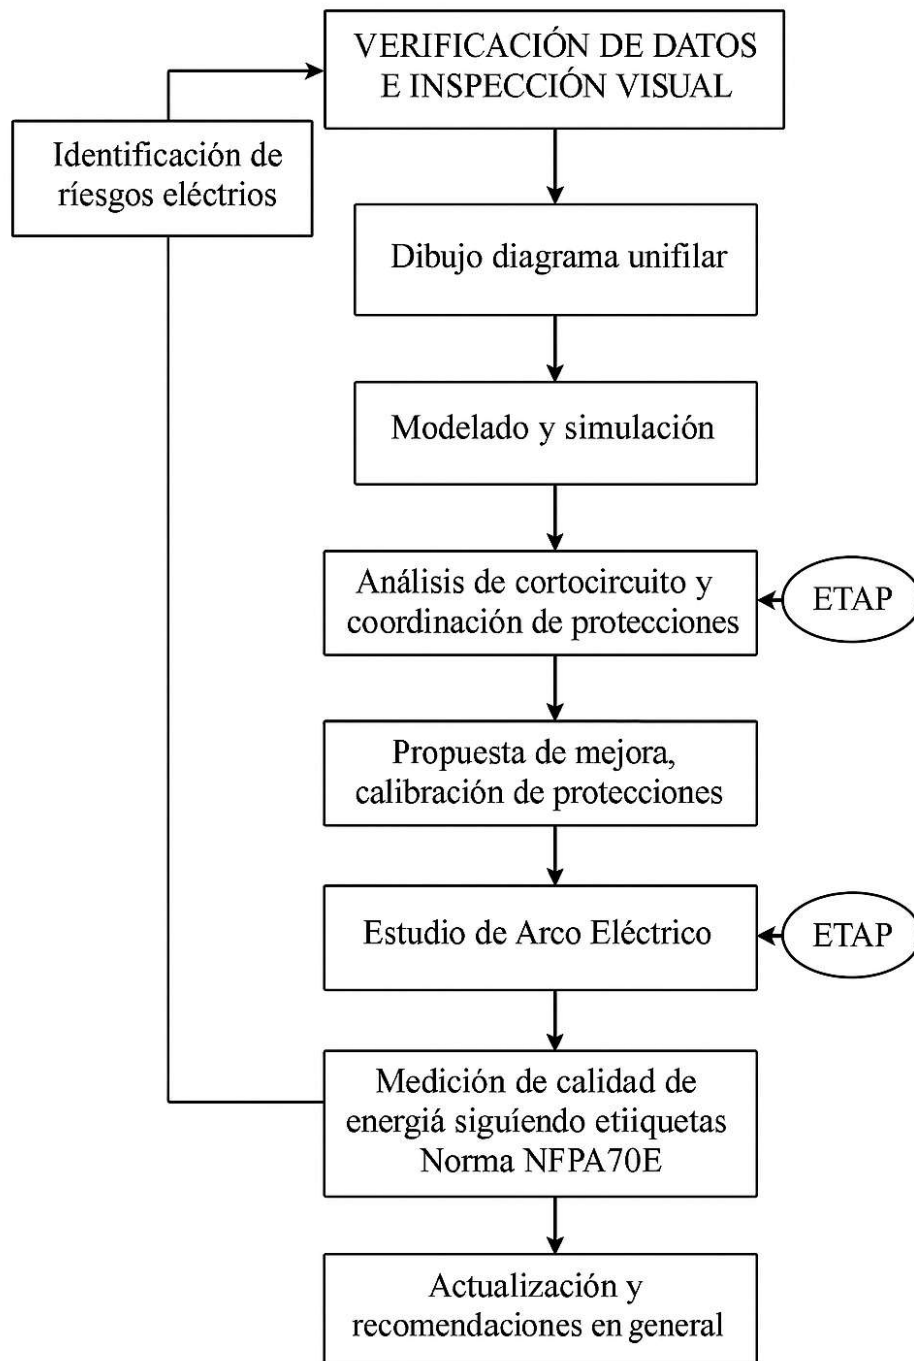 VERIFICACIÓN DE DATOS
E INSPECCIÓN VISUAL
Identificación de
ríesgos eléctrios
Dibujo diagrama unifilar
Modelado y simulación
Análisis de cortocircuito y
coordinación de protecciones
ETAP
Propuesta de mejora,
calibración de protecciones
Estudio de Arco Eléctrico
ETAP
Medición de calidad de
energiá siguíendo etiiquetas
Norma NFPA70E
Actualización y
recomendaciones en general